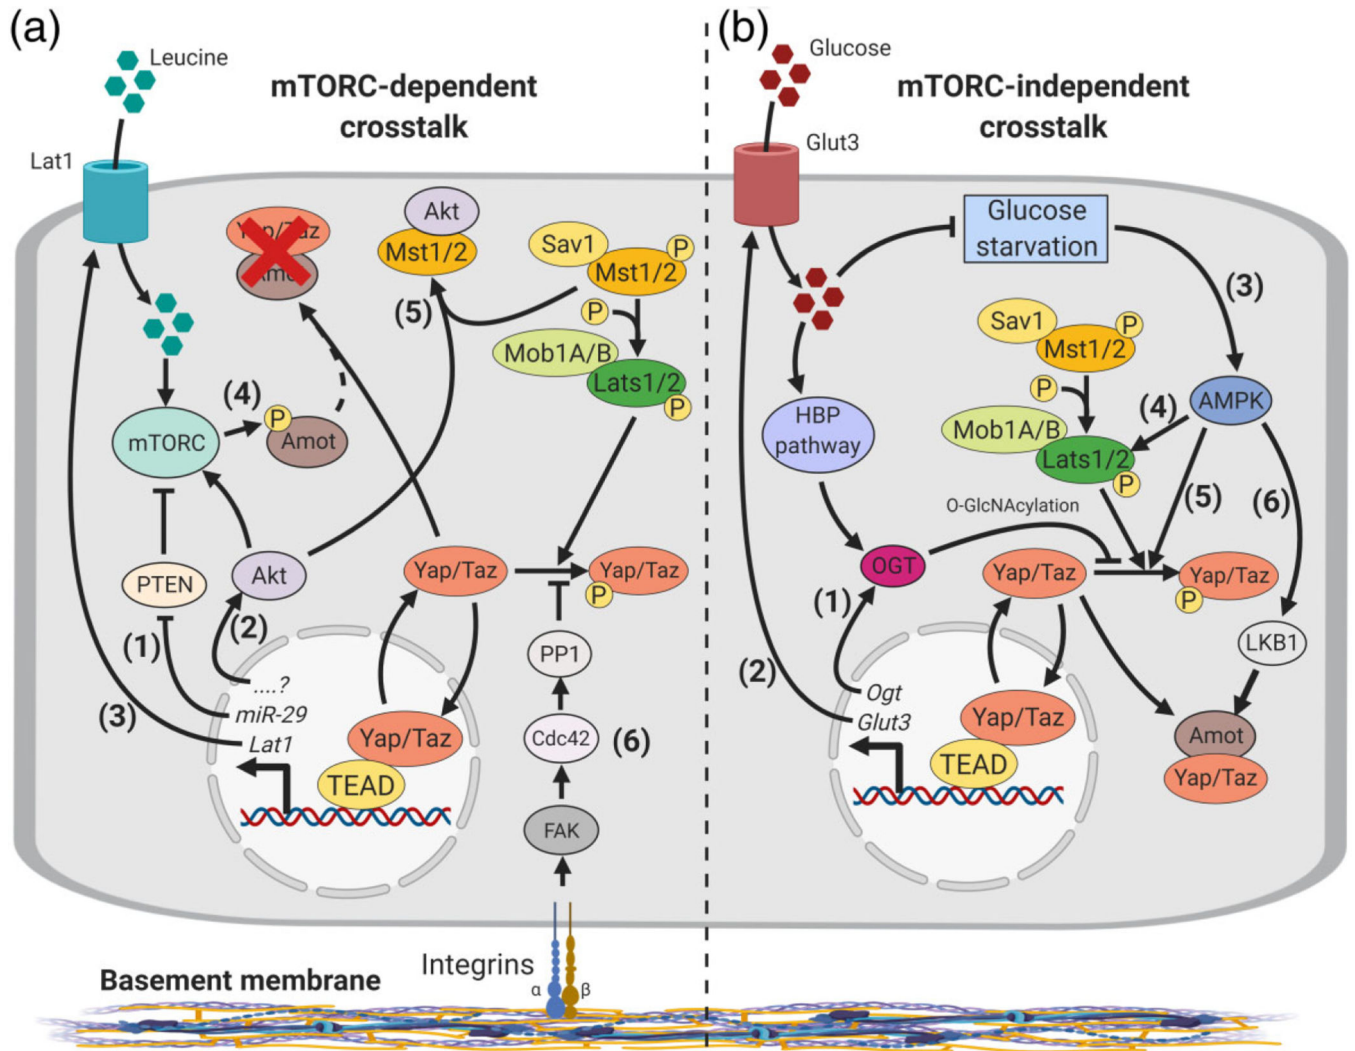 (a)
Leucine
mTORC-dependent
crosstalk
Lat1
Yap/Taz
Amot
Akt
Mst1/2
Sav1
P
Mst1/2
(5)
P
Mob1A/B
Lats1/2
P
(4)
P
mTORC
Amot
PTEN
Akt
Yap/Taz
Yap/Taz
P
(1)
(2)
PP1
....?
miR-29
(3)
Lat1
Yap/Taz
Cdc42
(6)
TEAD
FAK
Integrins
α
β
Basement membrane
(b)
Glucose
mTORC-independent
crosstalk
Glut3
Glucose
starvation
(3)
Sav1
P
Mst1/2
P
AMPK
HBP
pathway
Mob1A/B
(4)
Lats1/2
P
(5)
(6)
O-GlcNAcylation
OGT
Yap/Taz
Yap/Taz
P
(1)
LKB1
(2)
Ogt
Glut3
Yap/Taz
Amot
TEAD
Yap/Taz